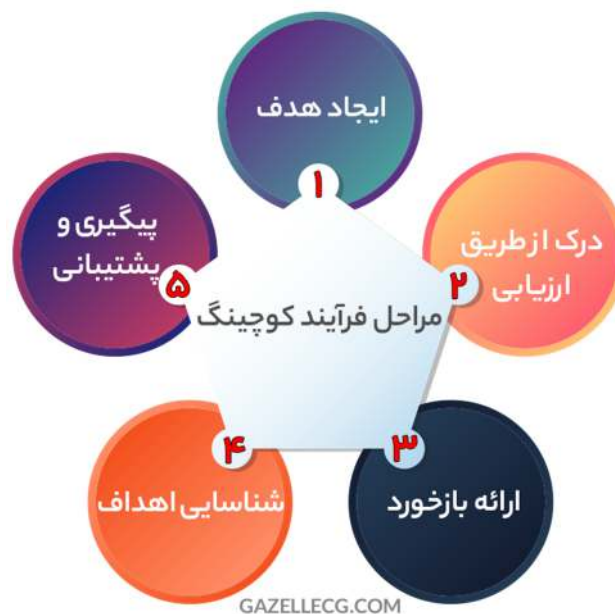 مراحل فرآیند کوچینگ
۱
ایجاد هدف
۲
درک از طریق
ارزیابی
۳
ارائه بازخورد
۴
شناسایی اهداف
۵
پیگیری و
پشتیبانی
GAZELLECG.COM